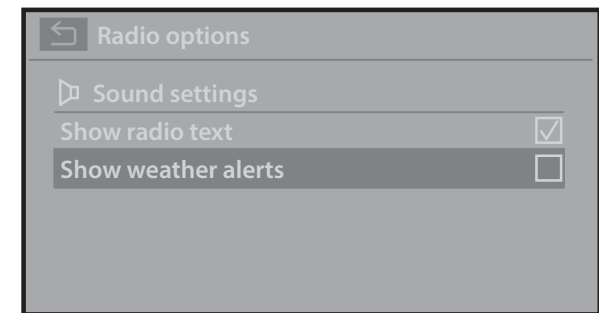 Radio options
Sound settings
Show radio text
Show weather alerts